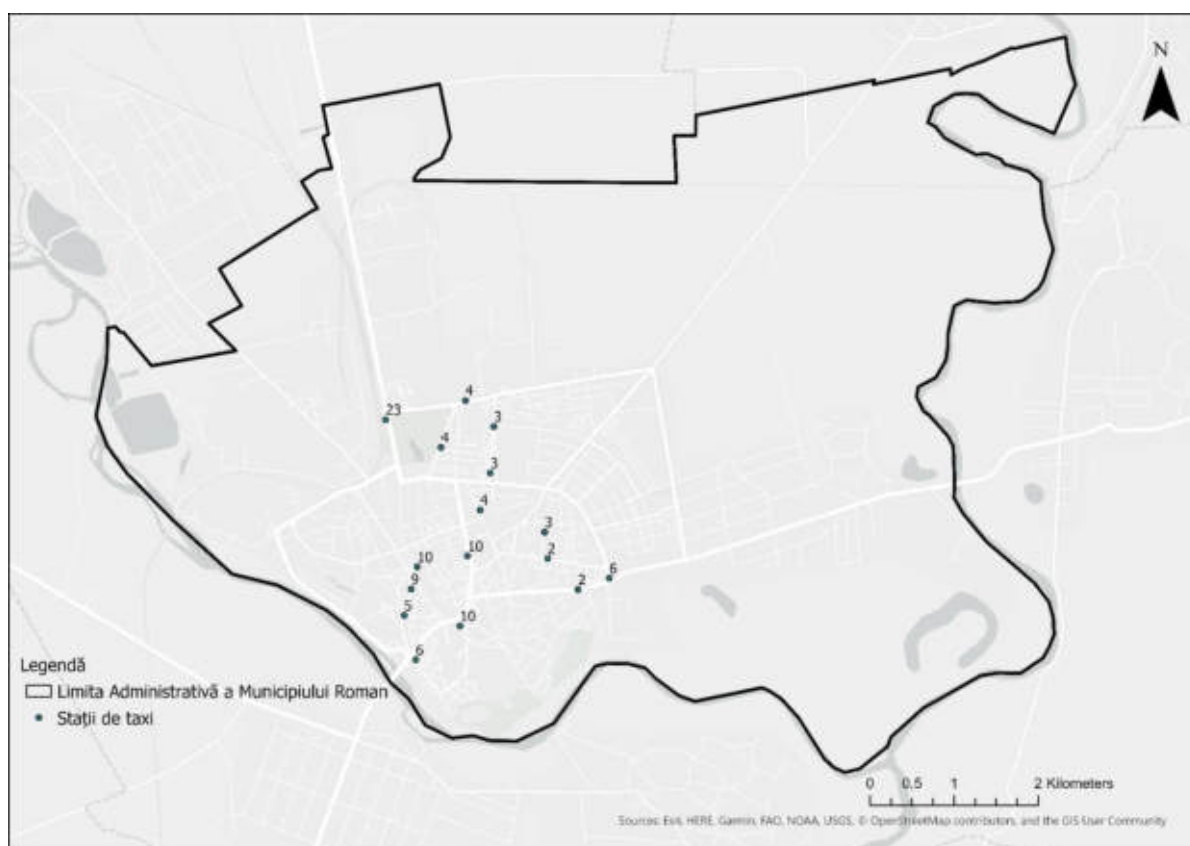 N
4
23
3
4
3
4
3
10
2
10
6
9
2
5
10
6
Legendă
Limita Administrativă a Municipiului Roman
Stații de taxi
0 0.5 1 2 Kilometers
Sources: Esri, HERE, Garmin, FAO, NOAA, USGS, © OpenStreetMap contributors, and the GIS User Community